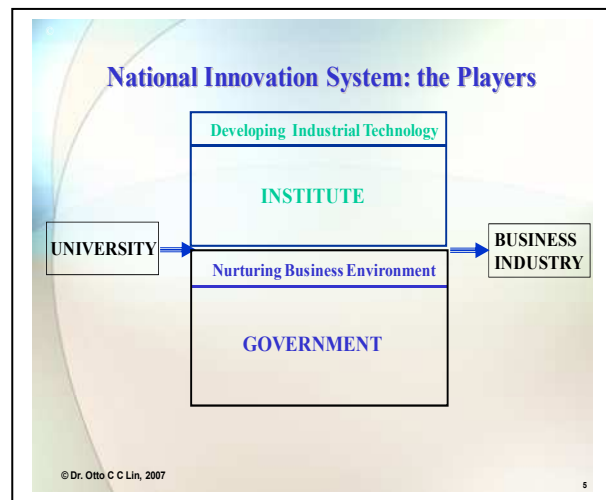 National Innovation System: the Players
Developing Industrial Technology
INSTITUTE
UNIVERSITY
BUSINESS
INDUSTRY
Nurturing Business Environment
GOVERNMENT
© Dr. Otto C C Lin, 2007
5